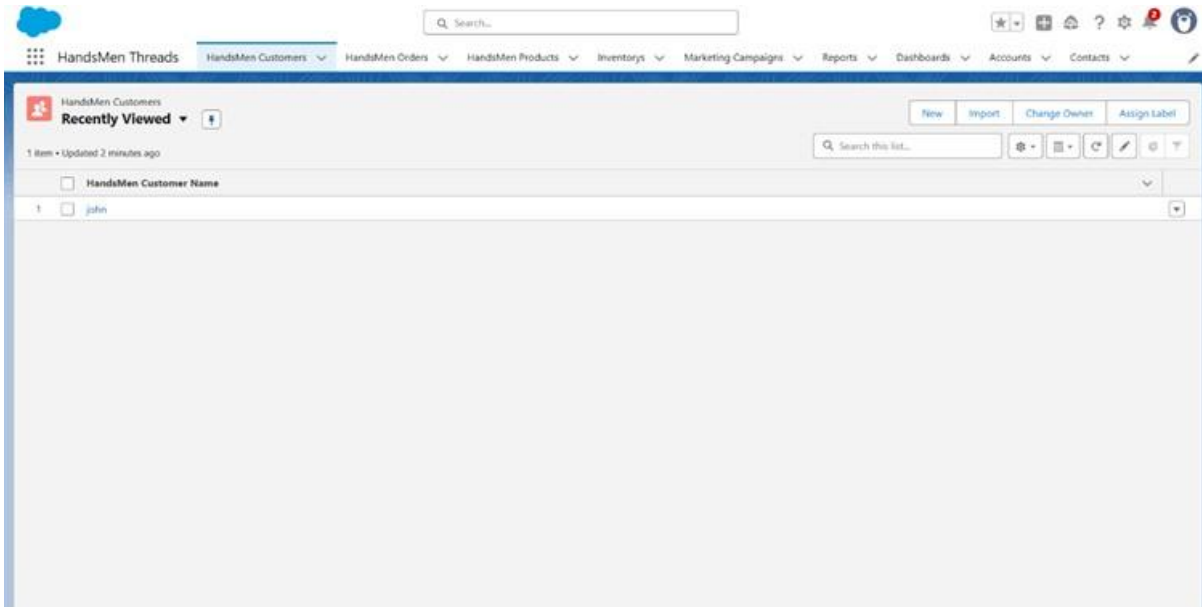 Search...
2
HandsMen Threads HandsMen Customers HandsMen Orders HandsMen Products Inventorys Marketing Campaigns Reports Dashboards Accounts Contacts
HandsMen Customers
Recently Viewed
New Import Change Owner Assign Label
1 item • Updated 2 minutes ago
Search this list...
HandsMen Customer Name
1 john